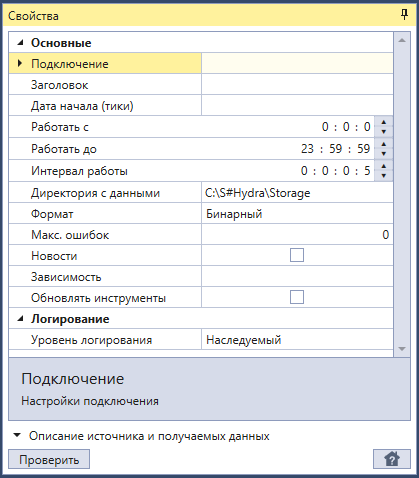 Свойства
Основные
Подключение
Заголовок
Дата начала (тики)
Работать с 0 : 0 : 0
Работать до 23 : 59 : 59
Интервал работы 0 : 0 : 0 : 5
Директория с данными C:\S#Hydra\Storage
Формат Бинарный
Макс. ошибок 0
Новости
Зависимость
Обновлять инструменты
Логирование
Уровень логирования Наследуемый
Подключение
Настройки подключения
Описание источника и получаемых данных
Проверить ?